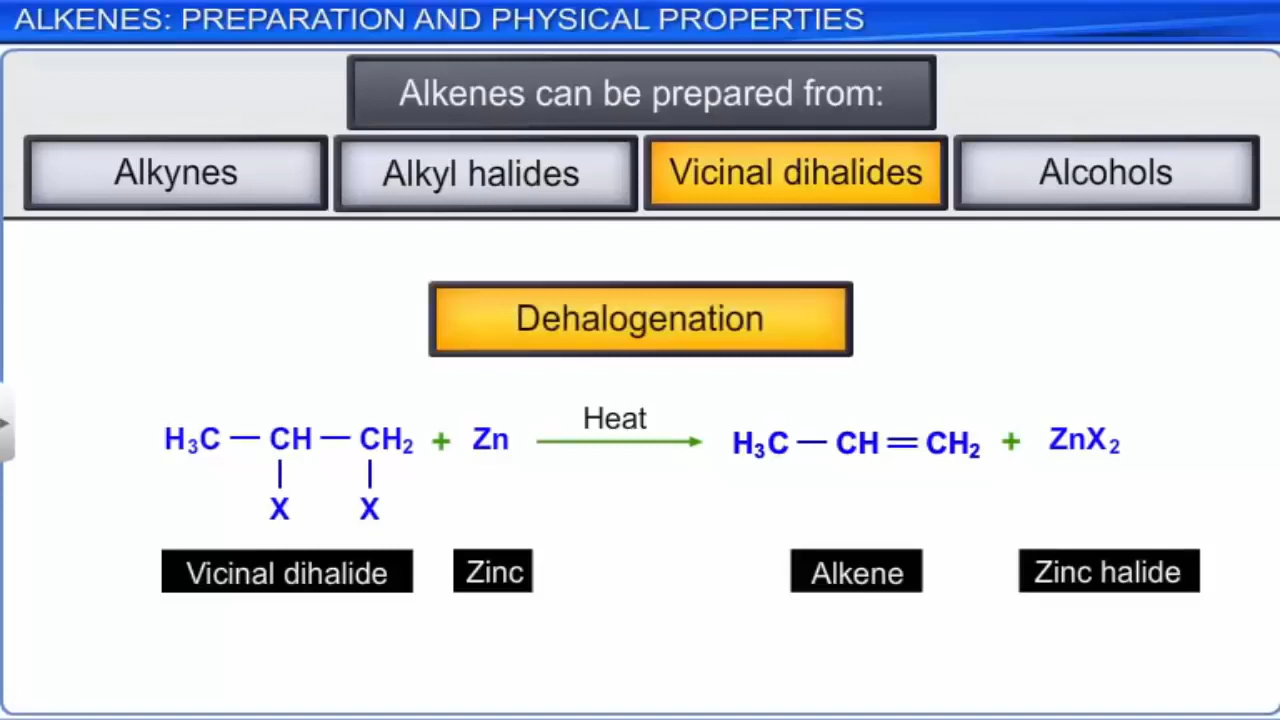 ALKENES: PREPARATION AND PHYSICAL PROPERTIES
Alkenes can be prepared from:
Alkynes Alkyl halides Vicinal dihalides Alcohols
Dehalogenation
Heat
H₃C — CH — CH₂ + Zn H₃C — CH = CH₂ + ZnX₂
X X
Vicinal dihalide Zinc Alkene Zinc halide